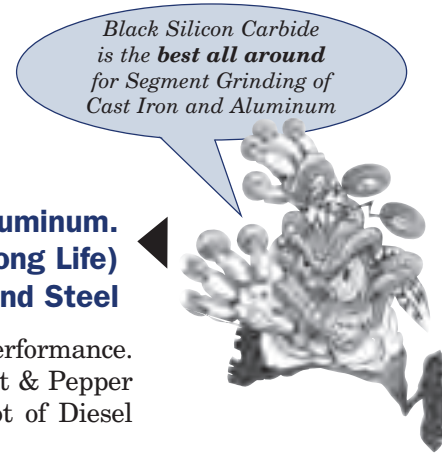 Black Silicon Carbide
is the best all around
for Segment Grinding of
Cast Iron and Aluminum
ong Life)
nd Steel
erformance.
t & Pepper
ot of Diesel